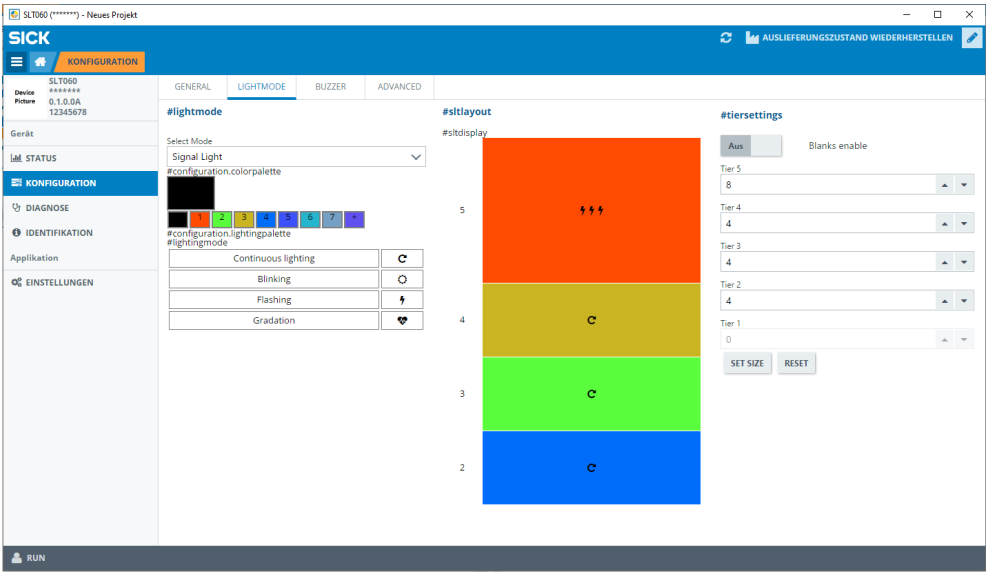 SLT060 (*******) - Neues Projekt
SICK
AUSLIEFERUNGSZUSTAND WIEDERHERSTELLEN
KONFIGURATION
Device Picture
SLT060
*******
0.1.0.0A
12345678
Gerät
STATUS
KONFIGURATION
DIAGNOSE
IDENTIFIKATION
Applikation
EINSTELLUNGEN
GENERAL LIGHTMODE BUZZER ADVANCED
#lightmode
Select Mode
Signal Light
#configuration.colorpalette
1 2 3 4 5 6 7 +
#configuration.lightingpalette
#lightingmode
Continuous lighting
Blinking
Flashing
Gradation
#sltlayout
#sltdisplay
5
4
3
2
#tiersettings
Aus Blanks enable
Tier 5
8
Tier 4
4
Tier 3
4
Tier 2
4
Tier 1
0
SET SIZE RESET
RUN